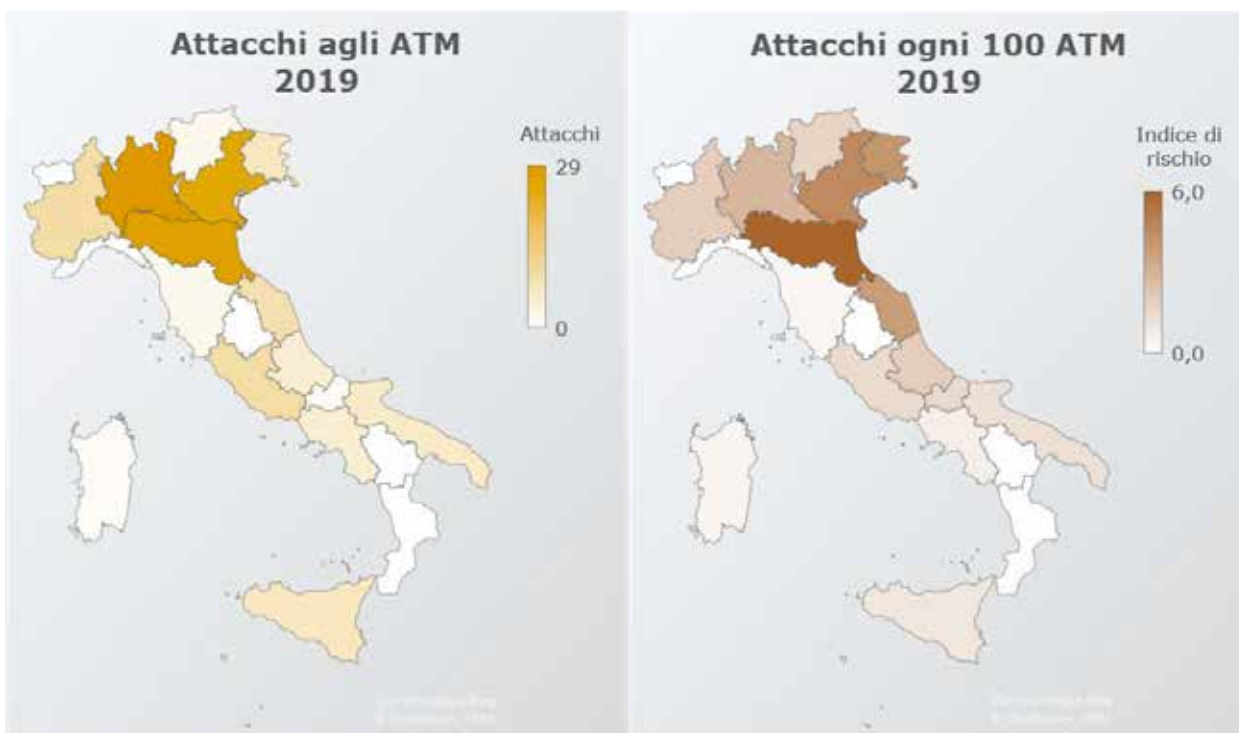 Attacchi agli ATM
2019
Attacchi
29
0
Attacchi ogni 100 ATM
2019
Indice di
rischio
6,0
0,0